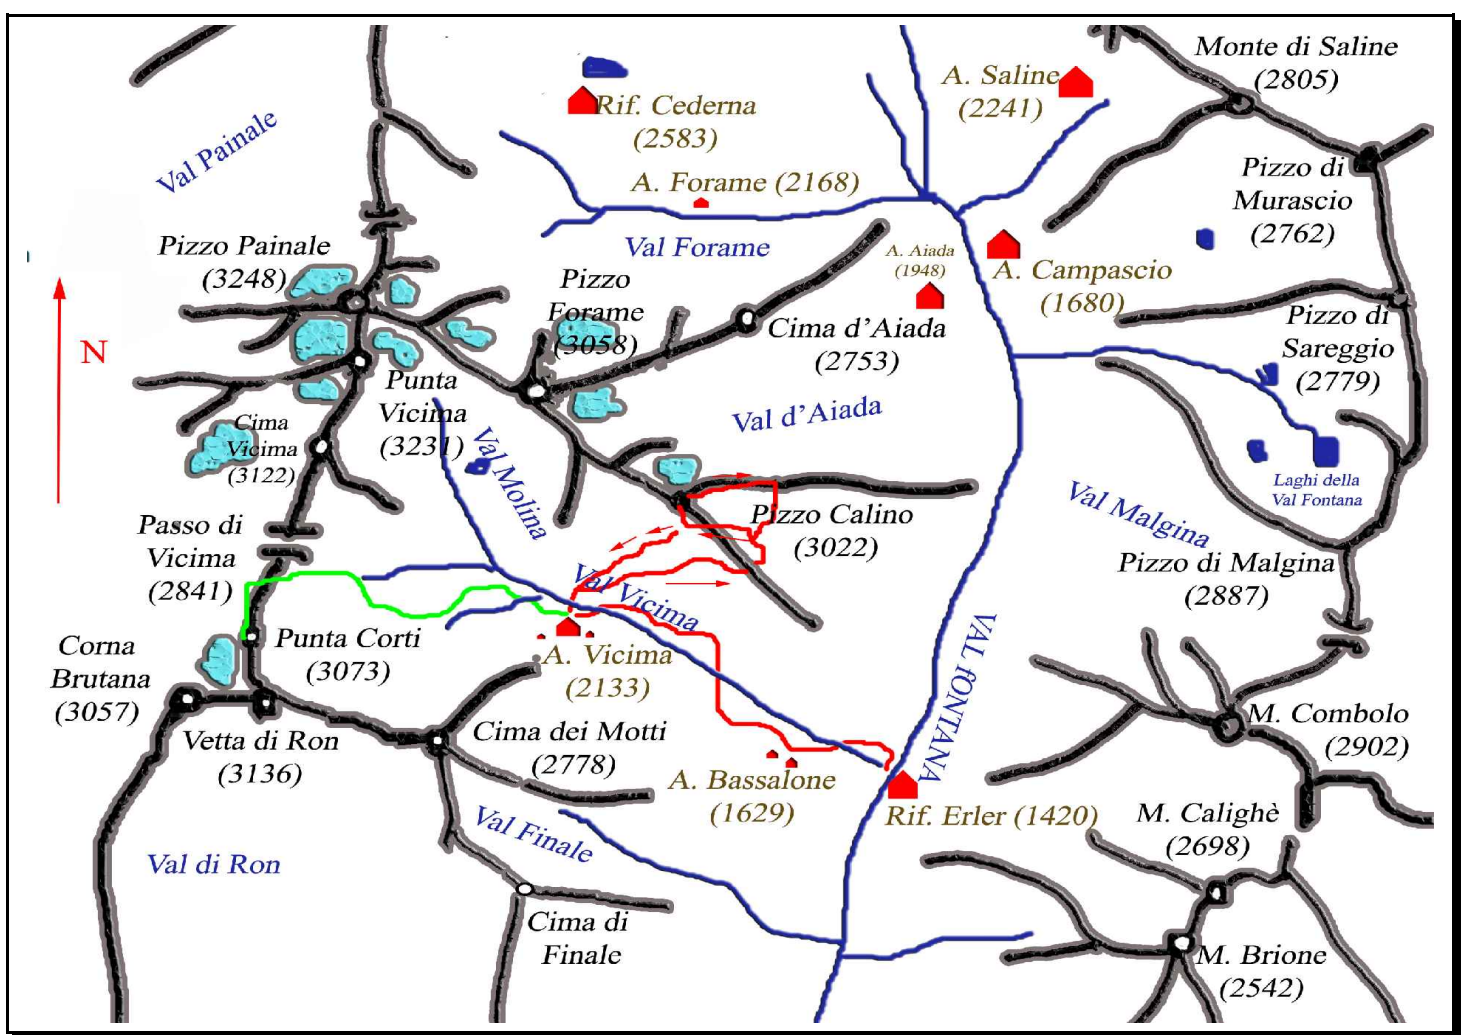 Monte di Saline
(2805)
A. Saline
(2241)
Rif. Cederna
(2583)
Val Painale
Pizzo di
Murascio
(2762)
A. Forame (2168)
Pizzo Painale
(3248)
Val Forame
A. Aiada
(1948)
A. Campascio
(1680)
Pizzo
Forame
(3058)
Cima d'Aiada
(2753)
Pizzo di
Sareggio
(2779)
N
Punta
Vicima
(3231)
Val d'Aiada
Cima
Vicima
(3122)
Val Molina
Laghi della
Val Fontana
Val Malgina
Passo di
Vicima
(2841)
Pizzo Calino
(3022)
Pizzo di Malgina
(2887)
Val Vicima
Punta Corti
(3073)
Corna
Brutana
(3057)
A. Vicima
(2133)
VAL fONTANA
Vetta di Ron
(3136)
Cima dei Motti
(2778)
M. Combolo
(2902)
A. Bassalone
(1629)
Rif. Erler (1420)
M. Calighè
(2698)
Val Finale
Val di Ron
Cima di
Finale
M. Brione
(2542)